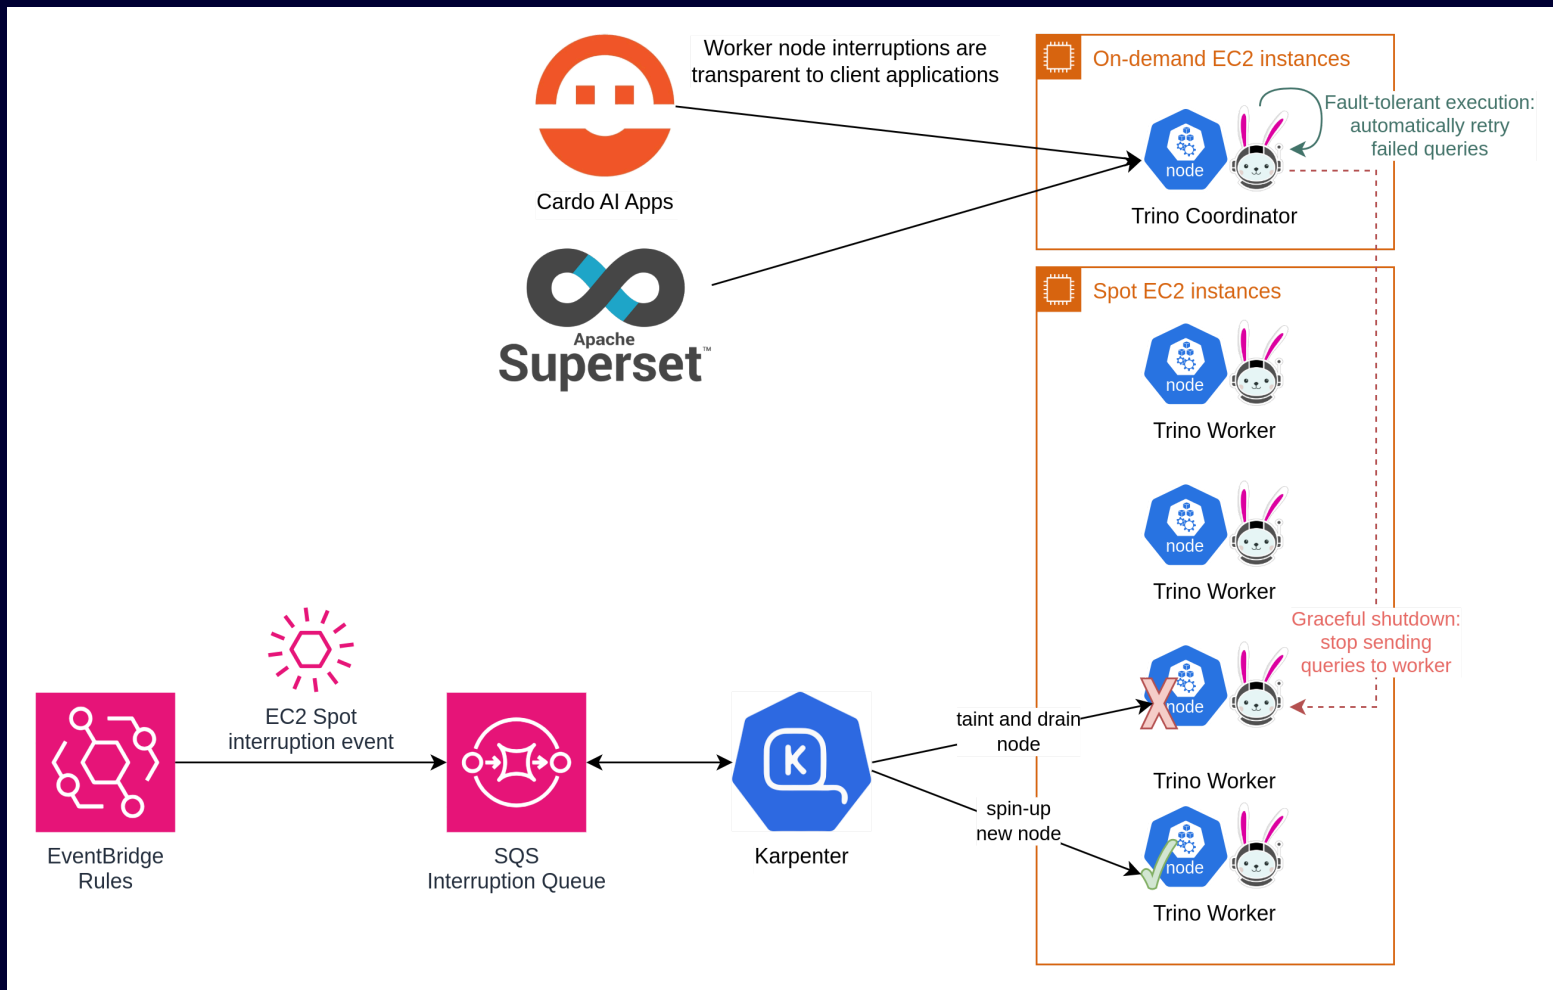 Worker node interruptions are
transparent to client applications
Cardo AI Apps
Apache
Superset™
On-demand EC2 instances
Fault-tolerant execution:
automatically retry
failed queries
node
Trino Coordinator
Spot EC2 instances
node
Trino Worker
node
Trino Worker
Graceful shutdown:
stop sending
queries to worker
node
Trino Worker
node
Trino Worker
EC2 Spot
interruption event
EventBridge
Rules
SQS
Interruption Queue
K
Karpenter
taint and drain
node
spin-up
new node